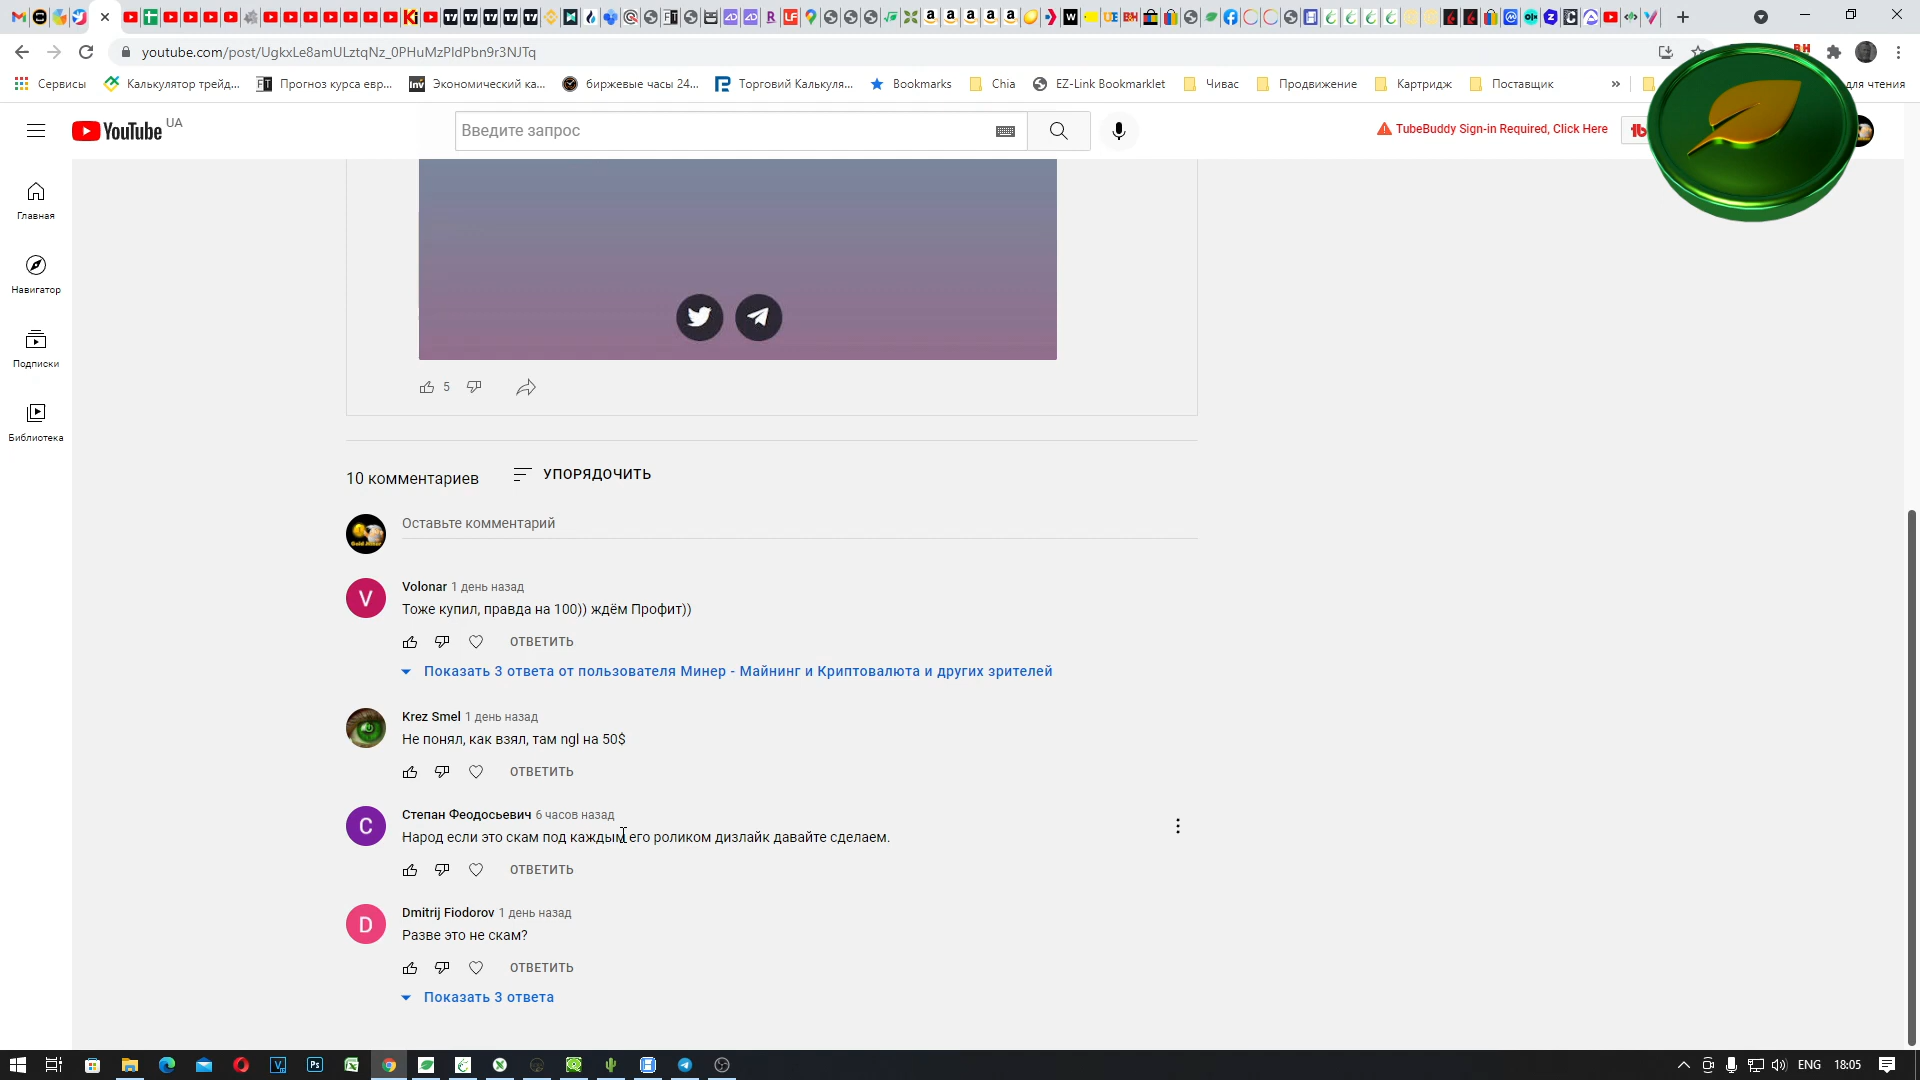 youtube.com/post/UgkxLe8amULztqNz_0PHuMzPldPbn9r3NJTq
Сервисы
Калькулятор трейд...
Прогноз курса евр...
Экономический ка...
биржевые часы 24...
Торговий Калькуля...
Bookmarks
Chia
EZ-Link Bookmarklet
Чивас
Продвижение
Картридж
Поставщик
для чтения
YouTube UA
Введите запрос
TubeBuddy Sign-in Required, Click Here
Главная
Навигатор
Подписки
Библиотека
5
10 комментариев
УПОРЯДОЧИТЬ
Оставьте комментарий
Volonar 1 день назад
Тоже купил, правда на 100)) ждём Профит))
ОТВЕТИТЬ
Показать 3 ответа от пользователя Минер - Майнинг и Криптовалюта и других зрителей
Krez Smel 1 день назад
Не понял, как взял, там ngl на 50$
ОТВЕТИТЬ
Степан Феодосьевич 6 часов назад
Народ если это скам под каждым его роликом дизлайк давайте сделаем.
ОТВЕТИТЬ
Dmitrij Fiodorov 1 день назад
Разве это не скам?
ОТВЕТИТЬ
Показать 3 ответа
ENG
18:05